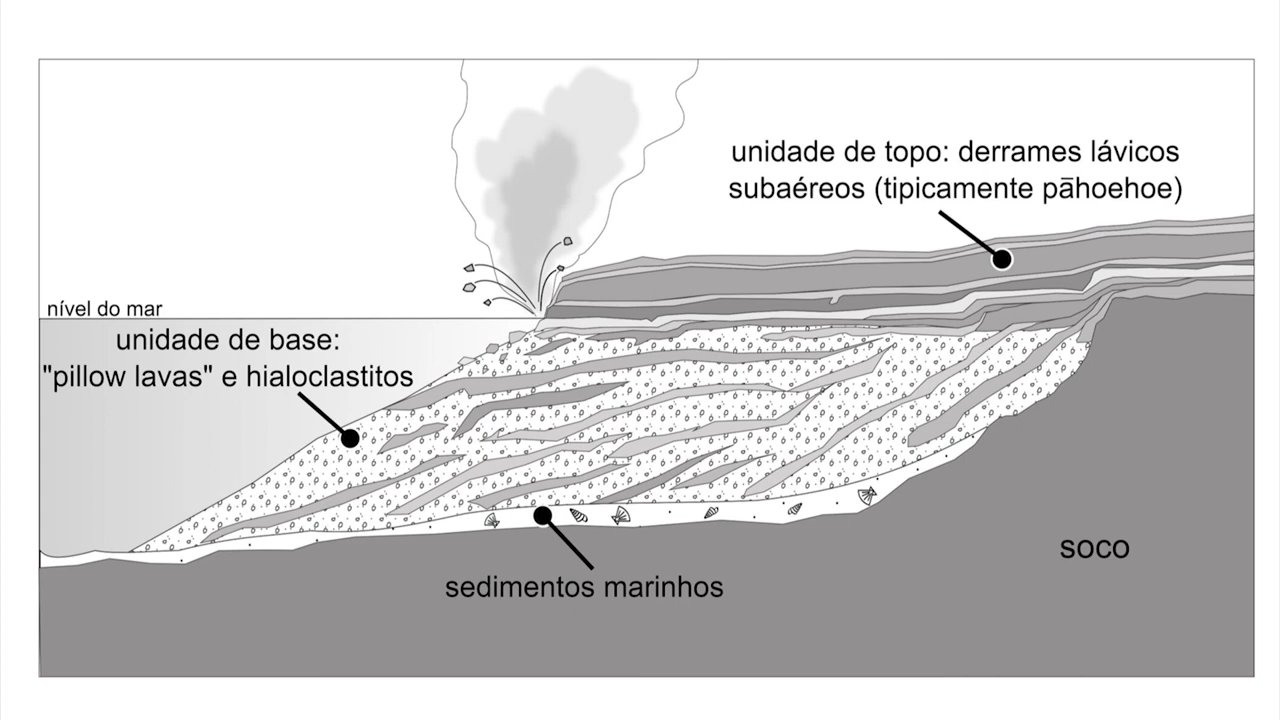 unidade de topo: derrames lávicos
subaéreos (tipicamente pāhoehoe)
nível do mar
unidade de base:
"pillow lavas" e hialoclastitos
soco
sedimentos marinhos